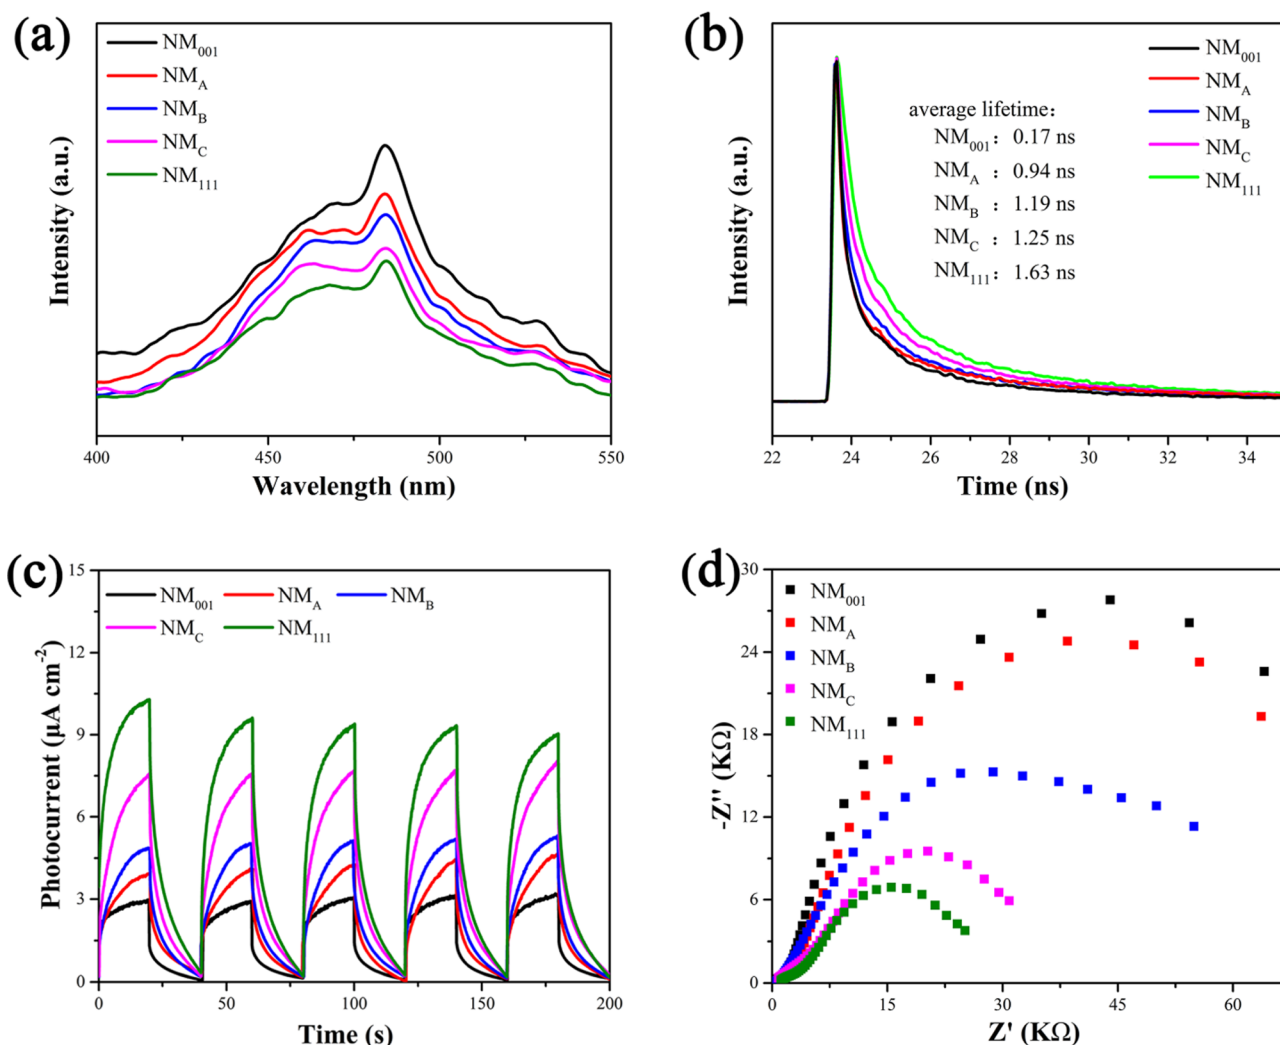 (a)
NM001
NMA
NMB
NMC
NM111
Intensity (a.u.)
400 450 500 550
Wavelength (nm)
(b)
NM001
NMA
NMB
NMC
NM111
average lifetime:
NM001: 0.17 ns
NMA : 0.94 ns
NMB : 1.19 ns
NMC : 1.25 ns
NM111: 1.63 ns
Intensity (a.u.)
22 24 26 28 30 32 34
Time (ns)
(c)
NM001 NMA NMB
NMC NM111
15
12
9
6
3
0
Photocurrent (μA cm-2)
0 50 100 150 200
Time (s)
(d)
NM001
NMA
NMB
NMC
NM111
30
24
18
12
6
0
-Z'' (KΩ)
0 15 30 45 60
Z' (KΩ)